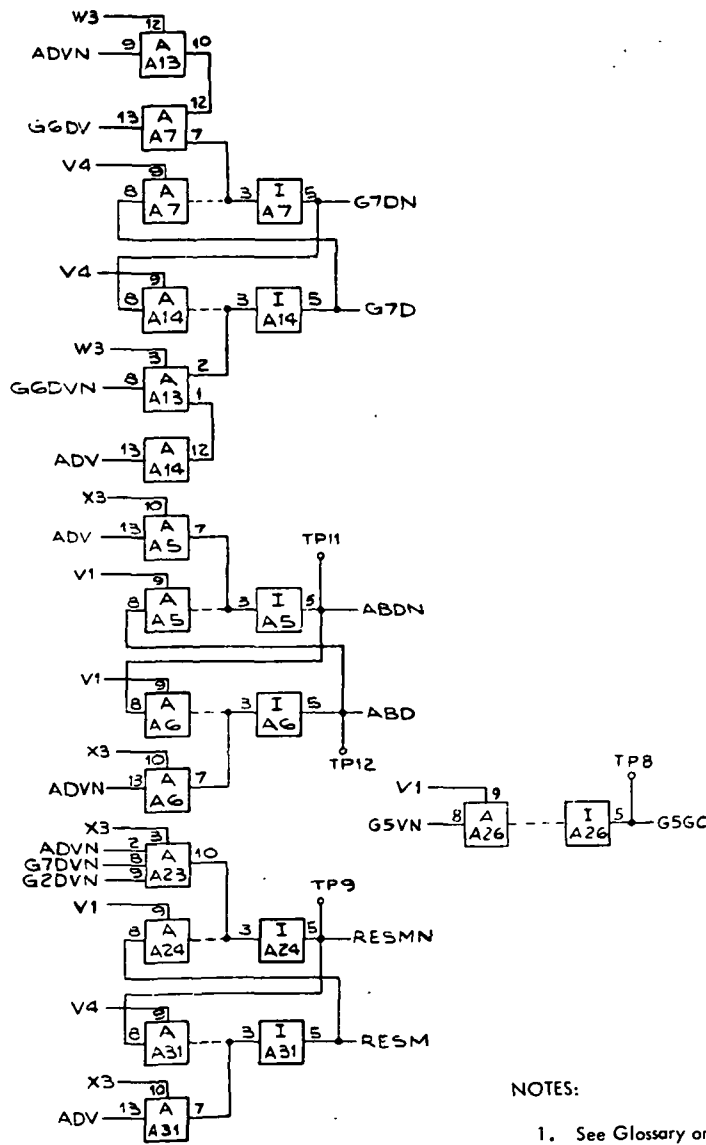 W3
12
ADVN 9 A 10
A13
12
G6DV 13 A
A7 7
V4
9
8 A 3 I 5 G7DN
A7 A7
V4
9
8 A 3 I 5 G7D
A14 A14
W3
3 2
G6DVN 8 A
A13 1
ADV 13 A 12
A14
X3
10
ADV 13 A 7
A5
TP11
V1
9
8 A 3 I 5 ABDN
A5 A5
V1
9
8 A 3 I 5 ABD
A6 A6
TP12
X3
10
ADVN 13 A 7
A6
TP8
V1
9
G5VN 8 A I 5 G5GC
A26 A26
X3
3
ADVN 2 A 10
G7DVN 8
G2DVN 9 A23
TP9
V1
9
8 A 3 I 5 RESMN
A24 A24
V4
9
8 A 3 I 5 RESM
A31 A31
X3
10
ADV 13 A 7
A31
NOTES:
1. See Glossary or